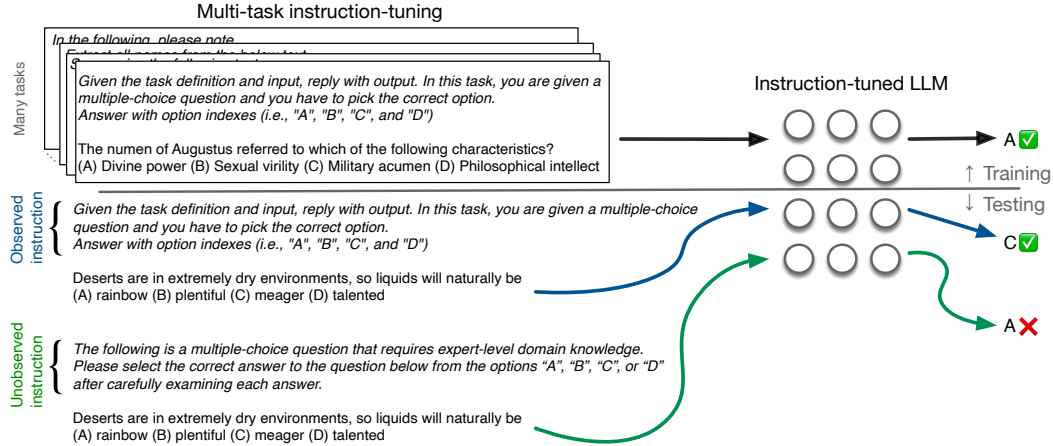 Multi-task instruction-tuning
In the following, please note
Given the task definition and input, reply with output. In this task, you are given a
multiple-choice question and you have to pick the correct option.
Answer with option indexes (i.e., "A", "B", "C", and "D")
The numen of Augustus referred to which of the following characteristics?
(A) Divine power (B) Sexual virility (C) Military acumen (D) Philosophical intellect
Many tasks
Instruction-tuned LLM
A
↑ Training
↓ Testing
Observed
instruction
Given the task definition and input, reply with output. In this task, you are given a multiple-choice
question and you have to pick the correct option.
Answer with option indexes (i.e., "A", "B", "C", and "D")
Deserts are in extremely dry environments, so liquids will naturally be
(A) rainbow (B) plentiful (C) meager (D) talented
C
A
Unobserved
instruction
The following is a multiple-choice question that requires expert-level domain knowledge.
Please select the correct answer to the question below from the options “A”, “B”, “C”, or “D”
after carefully examining each answer.
Deserts are in extremely dry environments, so liquids will naturally be
(A) rainbow (B) plentiful (C) meager (D) talented